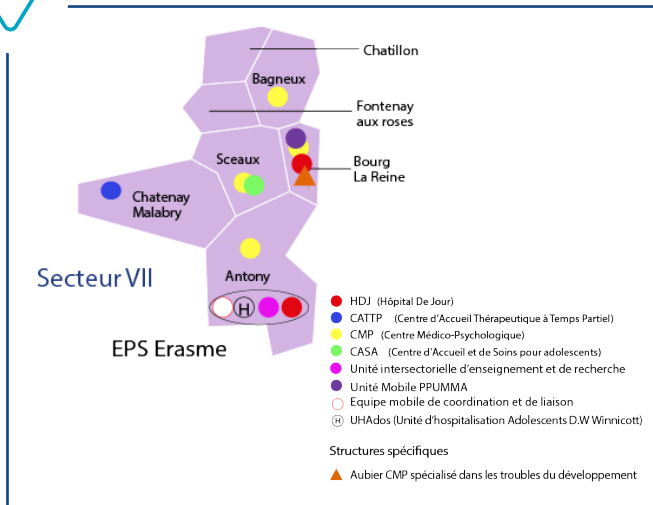 Chatillon
Bagneux
Fontenay
aux roses
Sceaux
Bourg
La Reine
Chatenay
Malabry
Secteur VII
Antony
H
EPS Erasme
HDJ (Hôpital De Jour)
CATTP (Centre d'Accueil Thérapeutique à Temps Partiel)
CMP (Centre Médico-Psychologique)
CASA (Centre d'Accueil et de Soins pour adolescents)
Unité intersectorielle d'enseignement et de recherche
Unité Mobile PPUMMA
Equipe mobile de coordination et de liaison
H UHAdos (Unité d'hospitalisation Adolescents D.W Winnicott)
Structures spécifiques
Aubier CMP spécialisé dans les troubles du développement